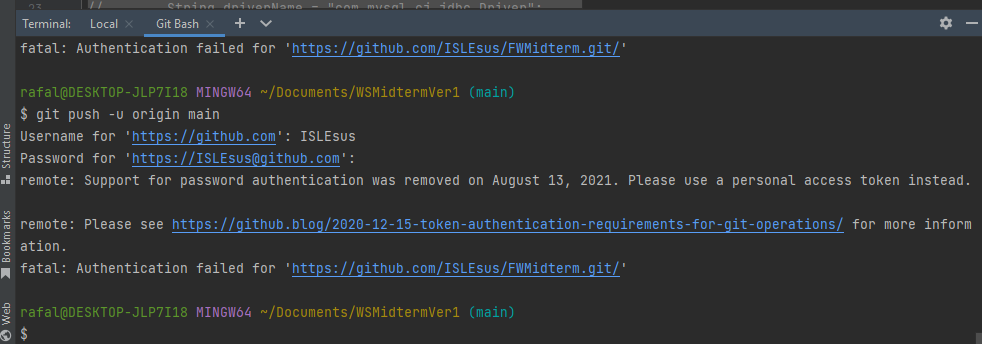 23 // String driverName = "com.mysql.cj.jdbc.Driver";
Terminal: Local × Git Bash × + ∨
fatal: Authentication failed for 'https://github.com/ISLEsus/FWMidterm.git/'
rafal@DESKTOP-JLP7I18 MINGW64 ~/Documents/WSMidtermVer1 (main)
$ git push -u origin main
Username for 'https://github.com': ISLEsus
Password for 'https://ISLEsus@github.com':
remote: Support for password authentication was removed on August 13, 2021. Please use a personal access token instead.
remote: Please see https://github.blog/2020-12-15-token-authentication-requirements-for-git-operations/ for more inform
ation.
fatal: Authentication failed for 'https://github.com/ISLEsus/FWMidterm.git/'
rafal@DESKTOP-JLP7I18 MINGW64 ~/Documents/WSMidtermVer1 (main)
$
Structure
Bookmarks
Web